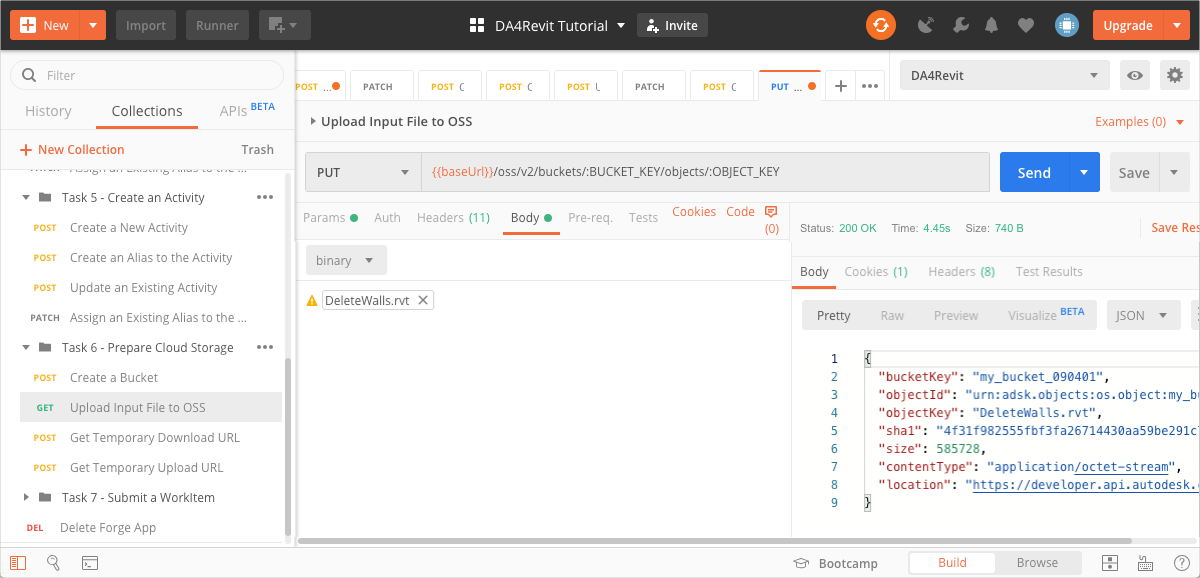 New Import Runner DA4Revit Tutorial Invite Upgrade
Filter
History Collections APIs BETA
New Collection Trash
Assign an Existing Alias to the ...
Task 5 - Create an Activity
POST Create a New Activity
POST Create an Alias to the Activity
POST Update an Existing Activity
PATCH Assign an Existing Alias to the ...
Task 6 - Prepare Cloud Storage
POST Create a Bucket
GET Upload Input File to OSS
POST Get Temporary Download URL
POST Get Temporary Upload URL
Task 7 - Submit a WorkItem
DEL Delete Forge App
POST ... PATCH POST C POST C POST PATCH POST C PUT ... DA4Revit
Upload Input File to OSS Examples (0)
PUT {{baseUrl}}/oss/v2/buckets/:BUCKET_KEY/objects/:OBJECT_KEY Send Save
Params Auth Headers (11) Body Pre-req. Tests Cookies Code (0)
binary
DeleteWalls.rvt
Status: 200 OK Time: 4.45s Size: 740 B Save Res
Body Cookies (1) Headers (8) Test Results
Pretty Raw Preview Visualize BETA JSON
1 {
2 "bucketKey": "my_bucket_090401",
3 "objectId": "urn:adsk.objects:os.object:my_b
4 "objectKey": "DeleteWalls.rvt",
5 "sha1": "4f31f982555fbf3fa26714430aa59be291c
6 "size": 585728,
7 "contentType": "application/octet-stream",
8 "location": "https://developer.api.autodesk.
9 }
Bootcamp Build Browse